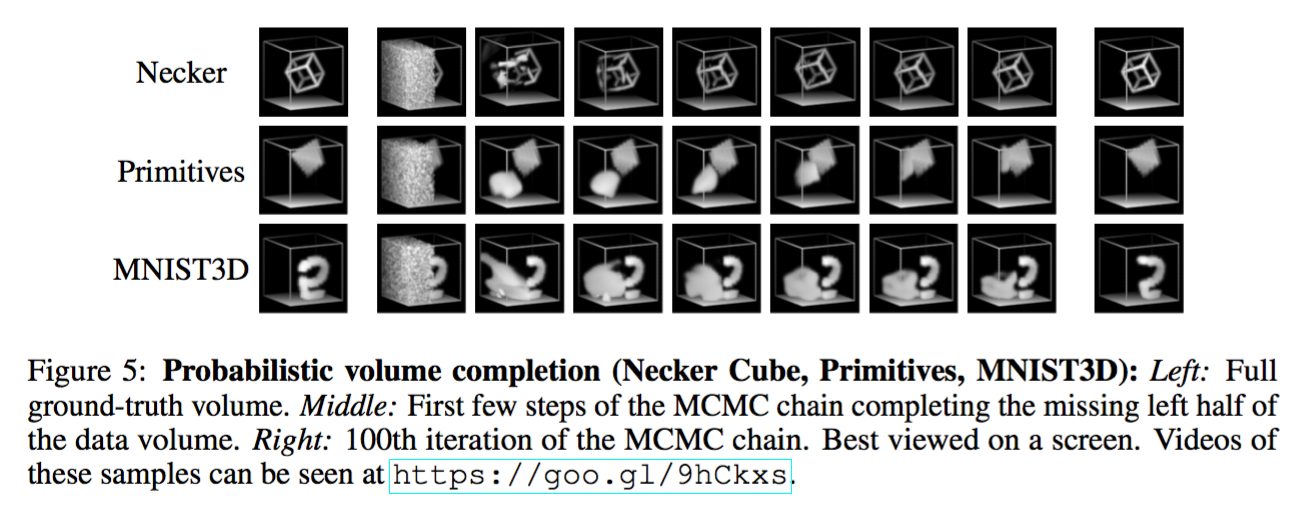 Necker
Primitives
MNIST3D
Figure 5: Probabilistic volume completion (Necker Cube, Primitives, MNIST3D): Left: Full
ground-truth volume. Middle: First few steps of the MCMC chain completing the missing left half of
the data volume. Right: 100th iteration of the MCMC chain. Best viewed on a screen. Videos of
these samples can be seen at https://goo.gl/9hCkxs.